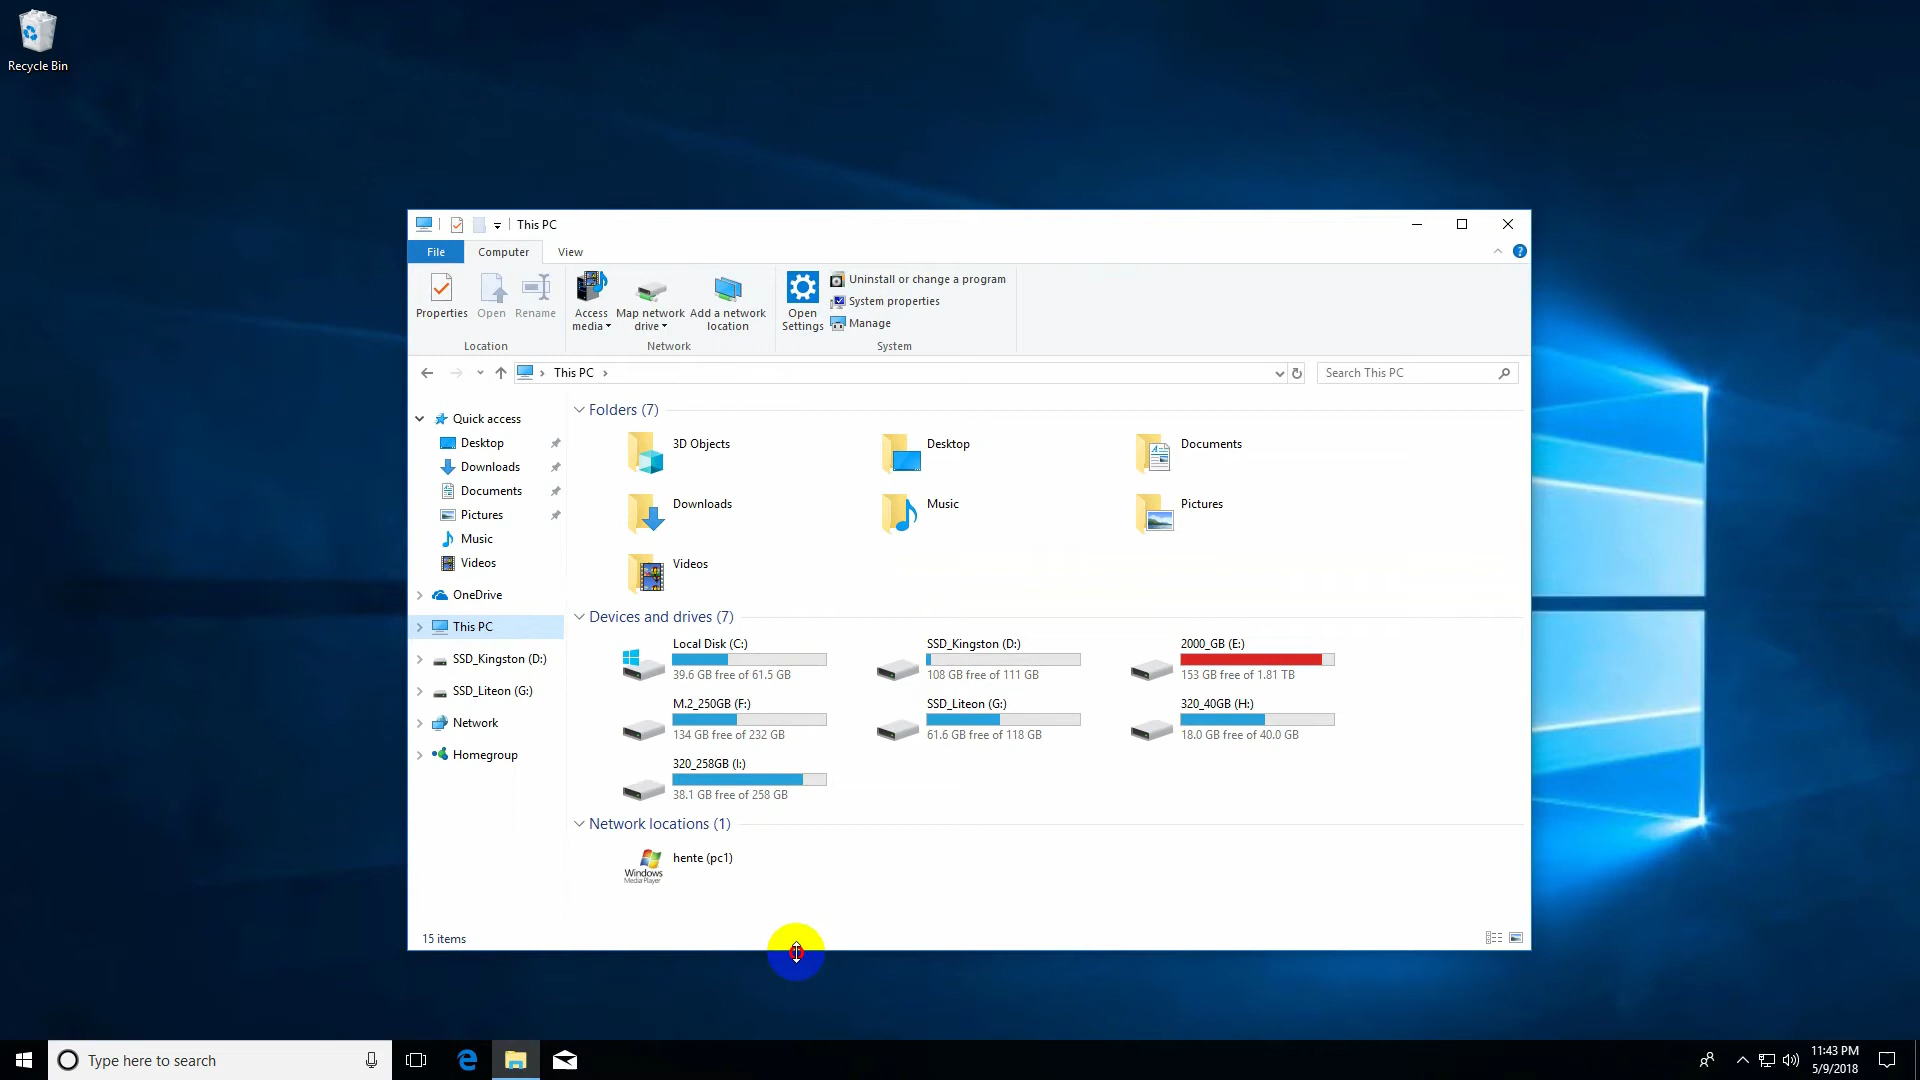 Recycle Bin
This PC
File
Computer
View
Properties
Open
Rename
Access media
Map network drive
Add a network location
Open Settings
Uninstall or change a program
System properties
Manage
Location
Network
System
This PC
Search This PC
Quick access
Desktop
Downloads
Documents
Pictures
Music
Videos
OneDrive
This PC
SSD_Kingston (D:)
SSD_Liteon (G:)
Network
Homegroup
Folders (7)
3D Objects
Desktop
Documents
Downloads
Music
Pictures
Videos
Devices and drives (7)
Local Disk (C:)
39.6 GB free of 61.5 GB
SSD_Kingston (D:)
108 GB free of 111 GB
2000_GB (E:)
153 GB free of 1.81 TB
M.2_250GB (F:)
134 GB free of 232 GB
SSD_Liteon (G:)
61.6 GB free of 118 GB
320_40GB (H:)
18.0 GB free of 40.0 GB
320_258GB (I:)
38.1 GB free of 258 GB
Network locations (1)
Windows
Media Player
hente (pc1)
15 items
Type here to search
11:43 PM
5/9/2018